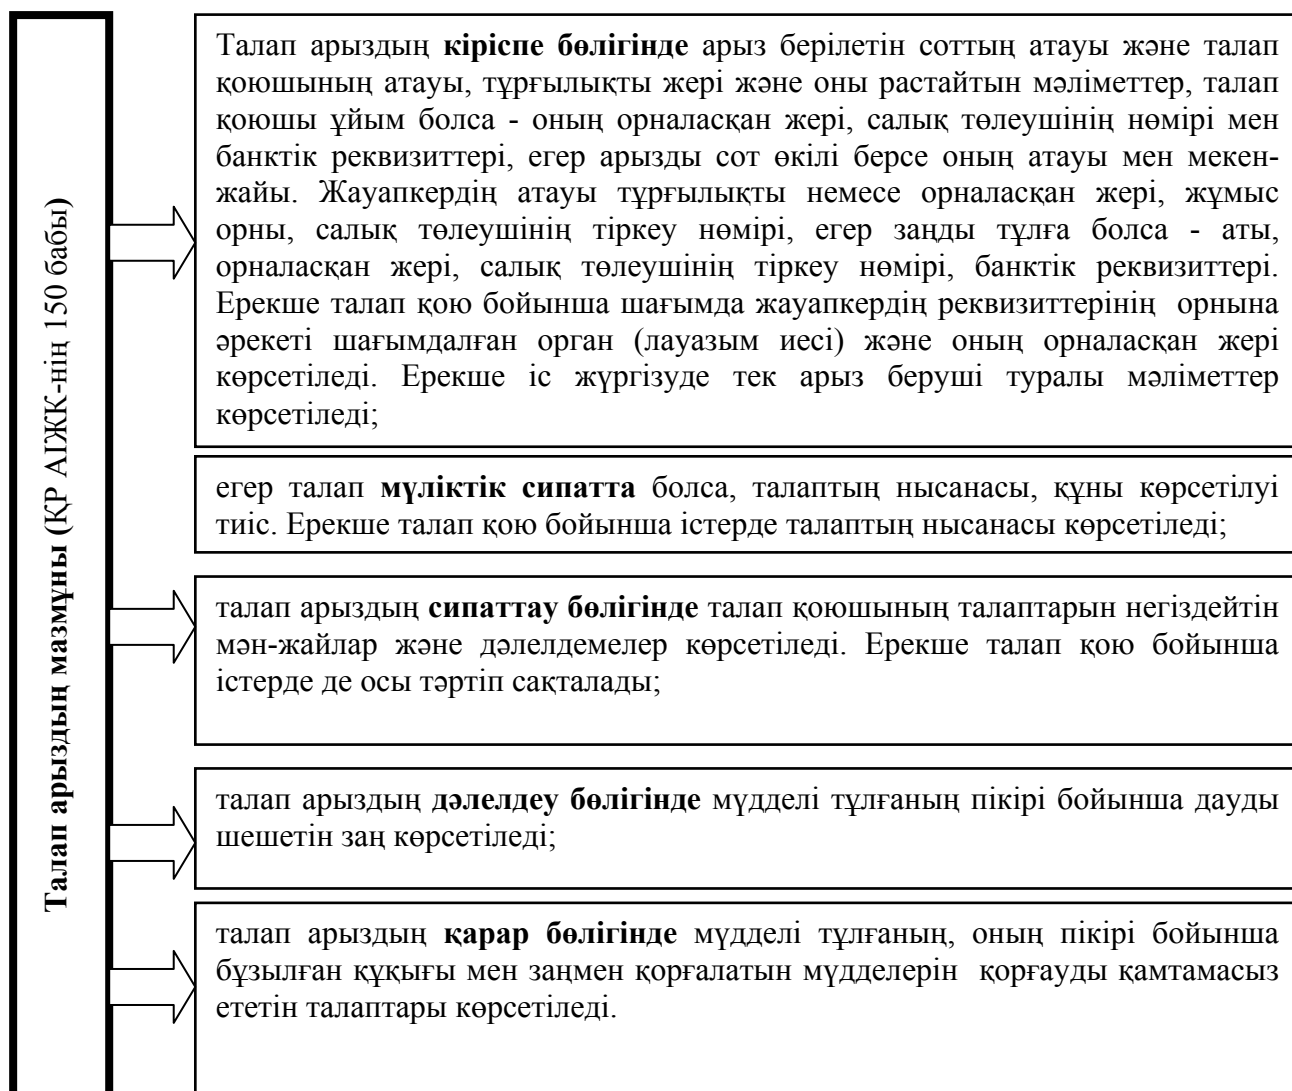 Талап арыздың мазмұны (ҚР АІЖК-нің 150 бабы)
Талап арыздың кіріспе бөлігінде арыз берілетін соттың атауы және талап
қоюшының атауы, тұрғылықты жері және оны растайтын мәліметтер, талап
қоюшы ұйым болса - оның орналасқан жері, салық төлеушінің нөмірі мен
банктік реквизиттері, егер арызды сот өкілі берсе оның атауы мен мекен-
жайы. Жауапкердің атауы тұрғылықты немесе орналасқан жері, жұмыс
орны, салық төлеушінің тіркеу нөмірі, егер заңды тұлға болса - аты,
орналасқан жері, салық төлеушінің тіркеу нөмірі, банктік реквизиттері.
Ерекше талап қою бойынша шағымда жауапкердің реквизиттерінің орнына
әрекеті шағымдалған орган (лауазым иесі) және оның орналасқан жері
көрсетіледі. Ерекше іс жүргізуде тек арыз беруші туралы мәліметтер
көрсетіледі;
егер талап мүліктік сипатта болса, талаптың нысанасы, құны көрсетілуі
тиіс. Ерекше талап қою бойынша істерде талаптың нысанасы көрсетіледі;
талап арыздың сипаттау бөлігінде талап қоюшының талаптарын негіздейтін
мән-жайлар және дәлелдемелер көрсетіледі. Ерекше талап қою бойынша
істерде де осы тәртіп сақталады;
талап арыздың дәлелдеу бөлігінде мүдделі тұлғаның пікірі бойынша дауды
шешетін заң көрсетіледі;
талап арыздың қарар бөлігінде мүдделі тұлғаның, оның пікірі бойынша
бұзылған құқығы мен заңмен қорғалатын мүдделерін қорғауды қамтамасыз
ететін талаптары көрсетіледі.